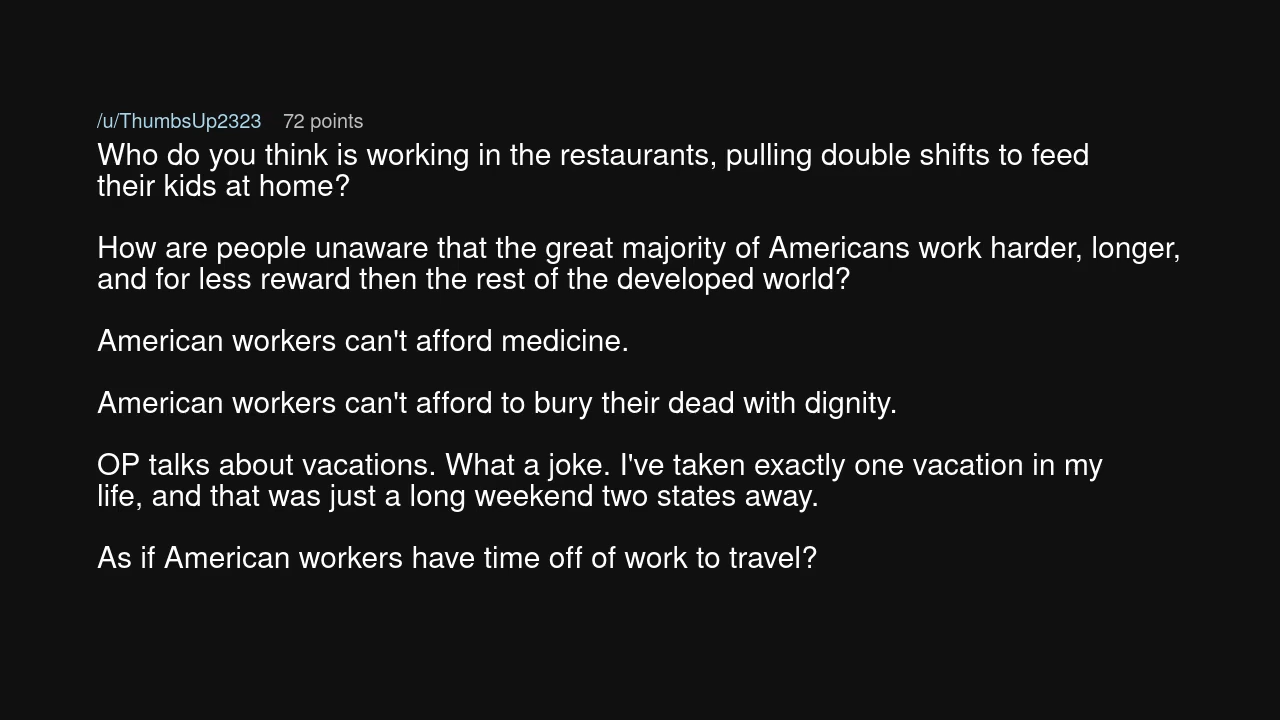 /u/ThumbsUp2323 72 points
Who do you think is working in the restaurants, pulling double shifts to feed
their kids at home?
How are people unaware that the great majority of Americans work harder, longer,
and for less reward then the rest of the developed world?
American workers can't afford medicine.
American workers can't afford to bury their dead with dignity.
OP talks about vacations. What a joke. I've taken exactly one vacation in my
life, and that was just a long weekend two states away.
As if American workers have time off of work to travel?